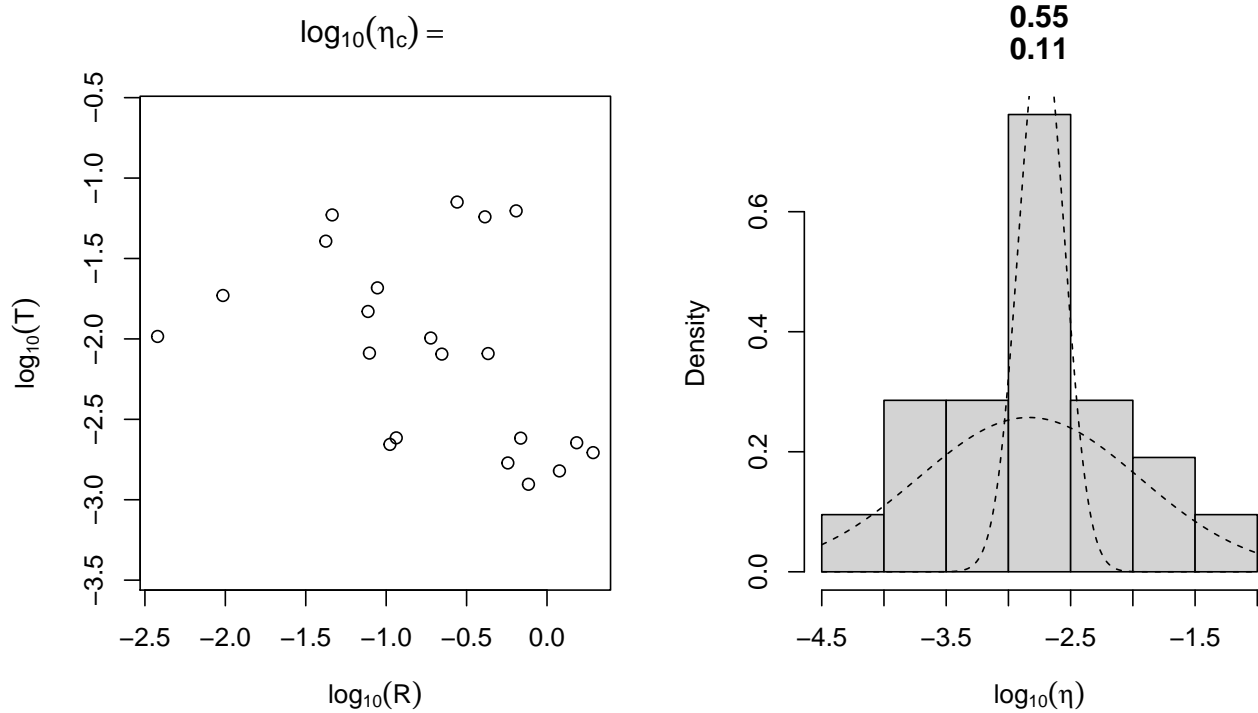 log₁₀(η_c) =
−0.5
−1.0
−1.5
−2.0
−2.5
−3.0
−3.5
log₁₀(T)
−2.5 −2.0 −1.5 −1.0 −0.5 0.0
log₁₀(R)
0.55
0.11
0.6
0.4
0.2
0.0
Density
−4.5 −3.5 −2.5 −1.5
log₁₀(η)